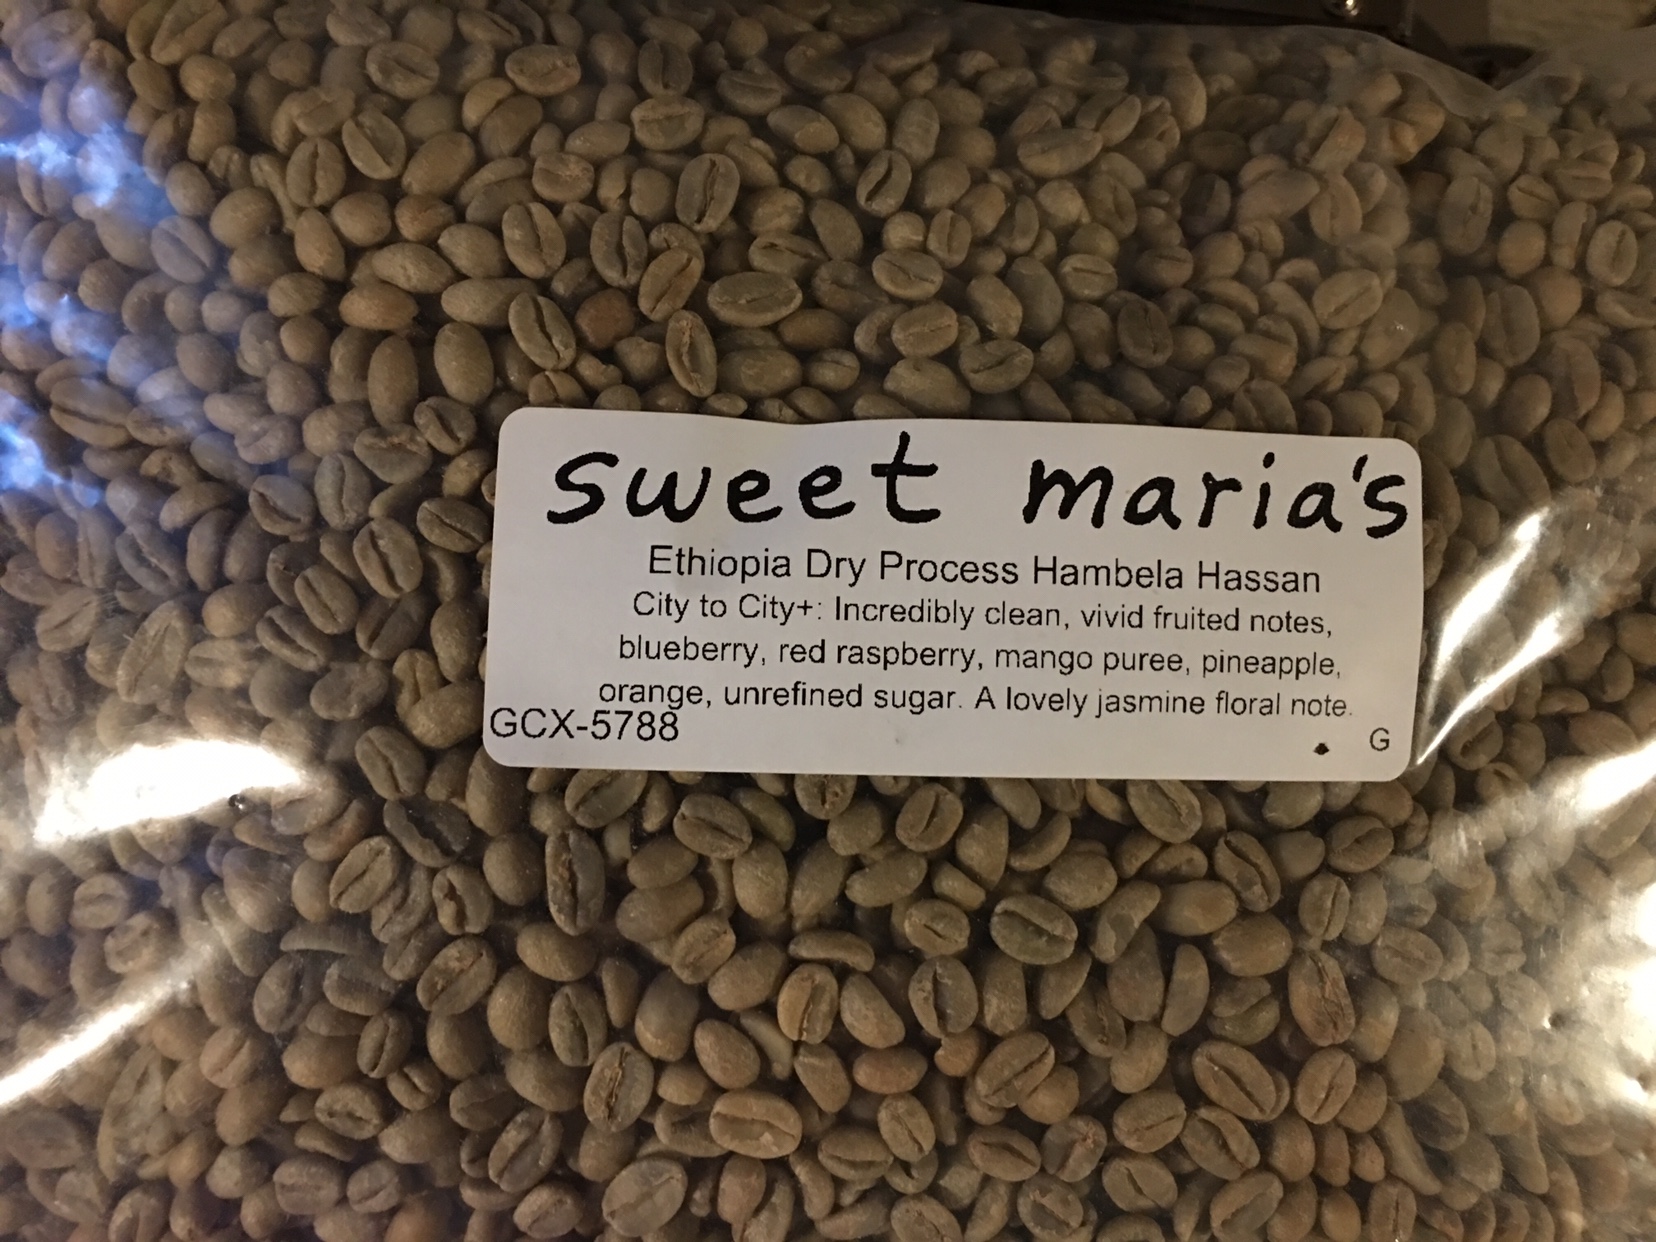 sweet maria's
Ethiopia Dry Process Hambela Hassan
City to City+: Incredibly clean, vivid fruited notes,
blueberry, red raspberry, mango puree, pineapple,
orange, unrefined sugar. A lovely jasmine floral note.
GCX-5788
G